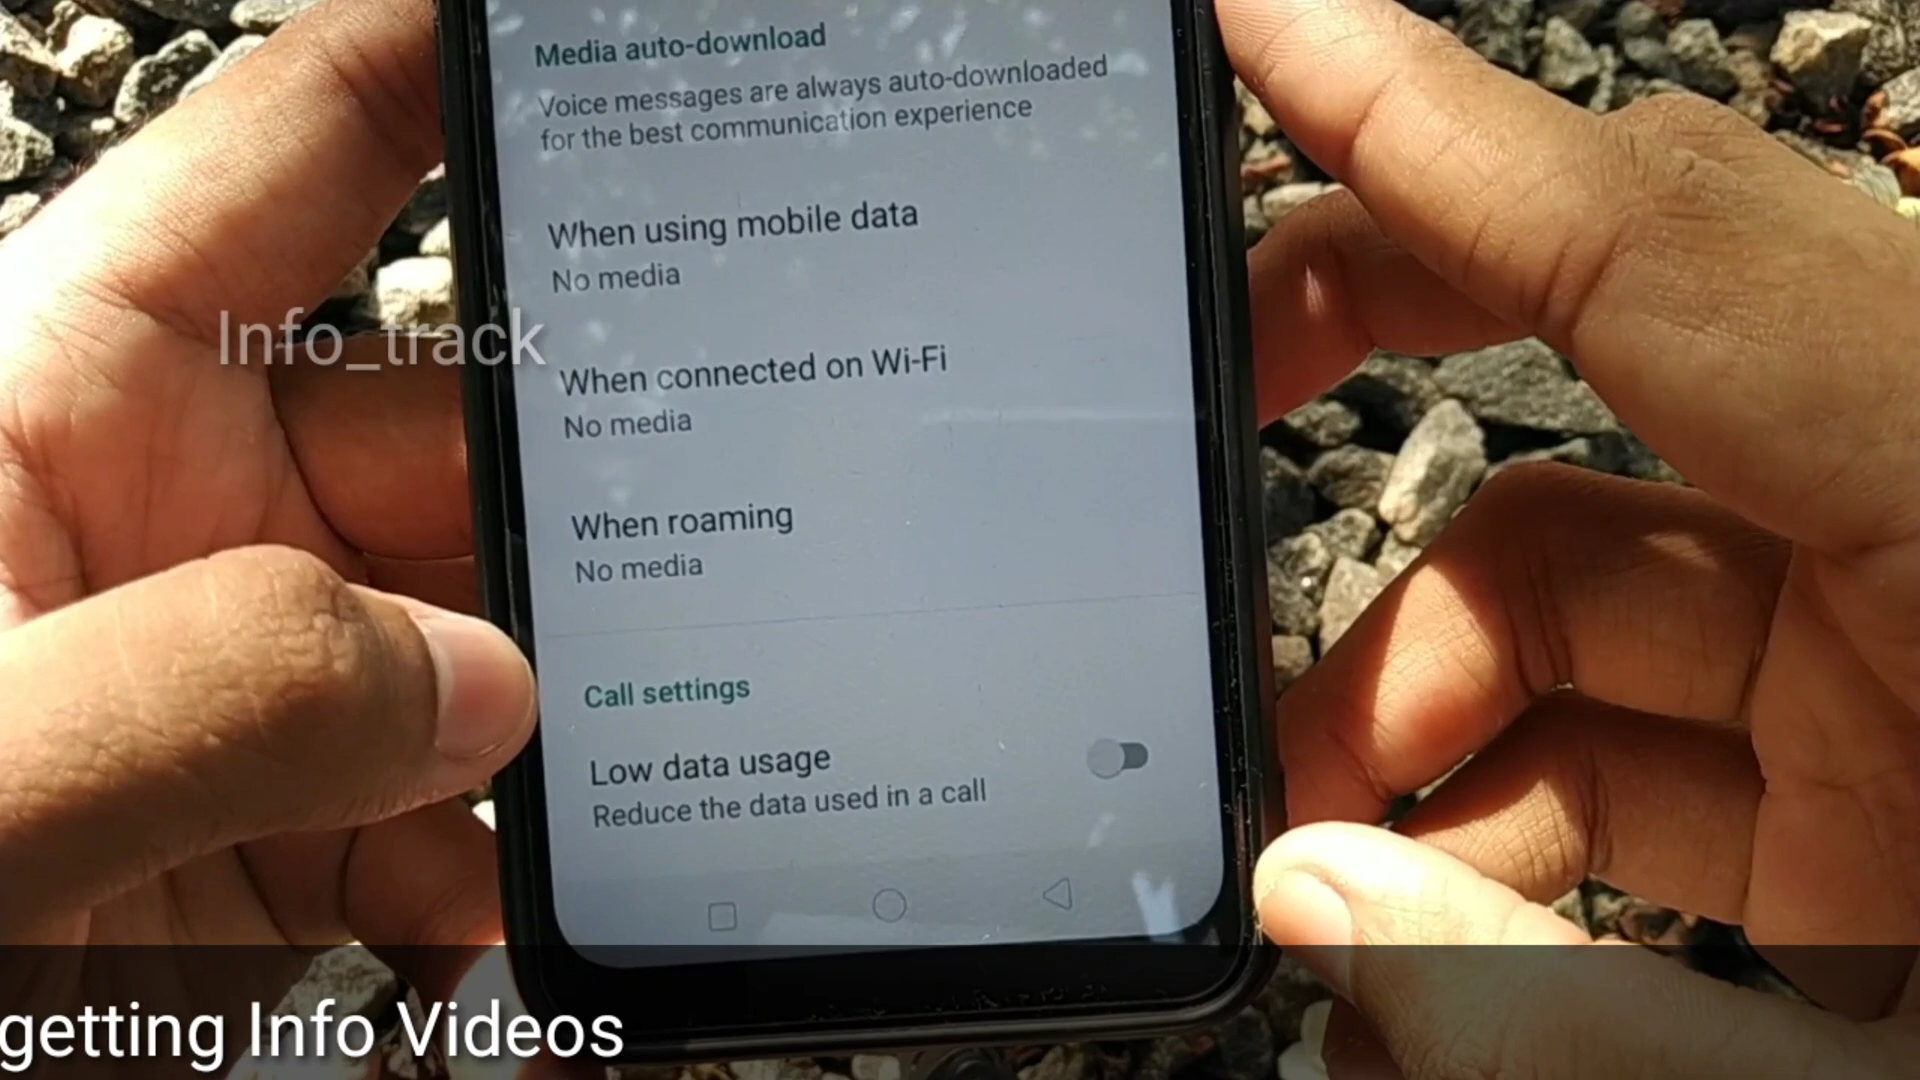 Media auto-download
Voice messages are always auto-downloaded
for the best communication experience
When using mobile data
No media
Info_track
When connected on Wi-Fi
No media
When roaming
No media
Call settings
Low data usage
Reduce the data used in a call
getting Info Videos